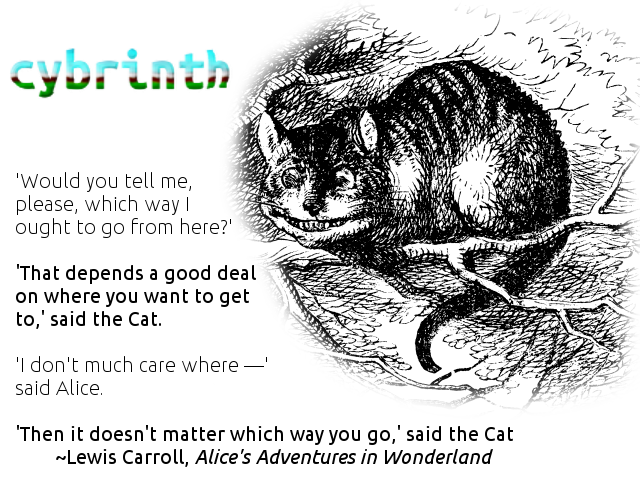 cybrinth
'Would you tell me,
please, which way I
ought to go from here?'
'That depends a good deal
on where you want to get
to,' said the Cat.
'I don't much care where —'
said Alice.
'Then it doesn't matter which way you go,' said the Cat
~Lewis Carroll, Alice's Adventures in Wonderland